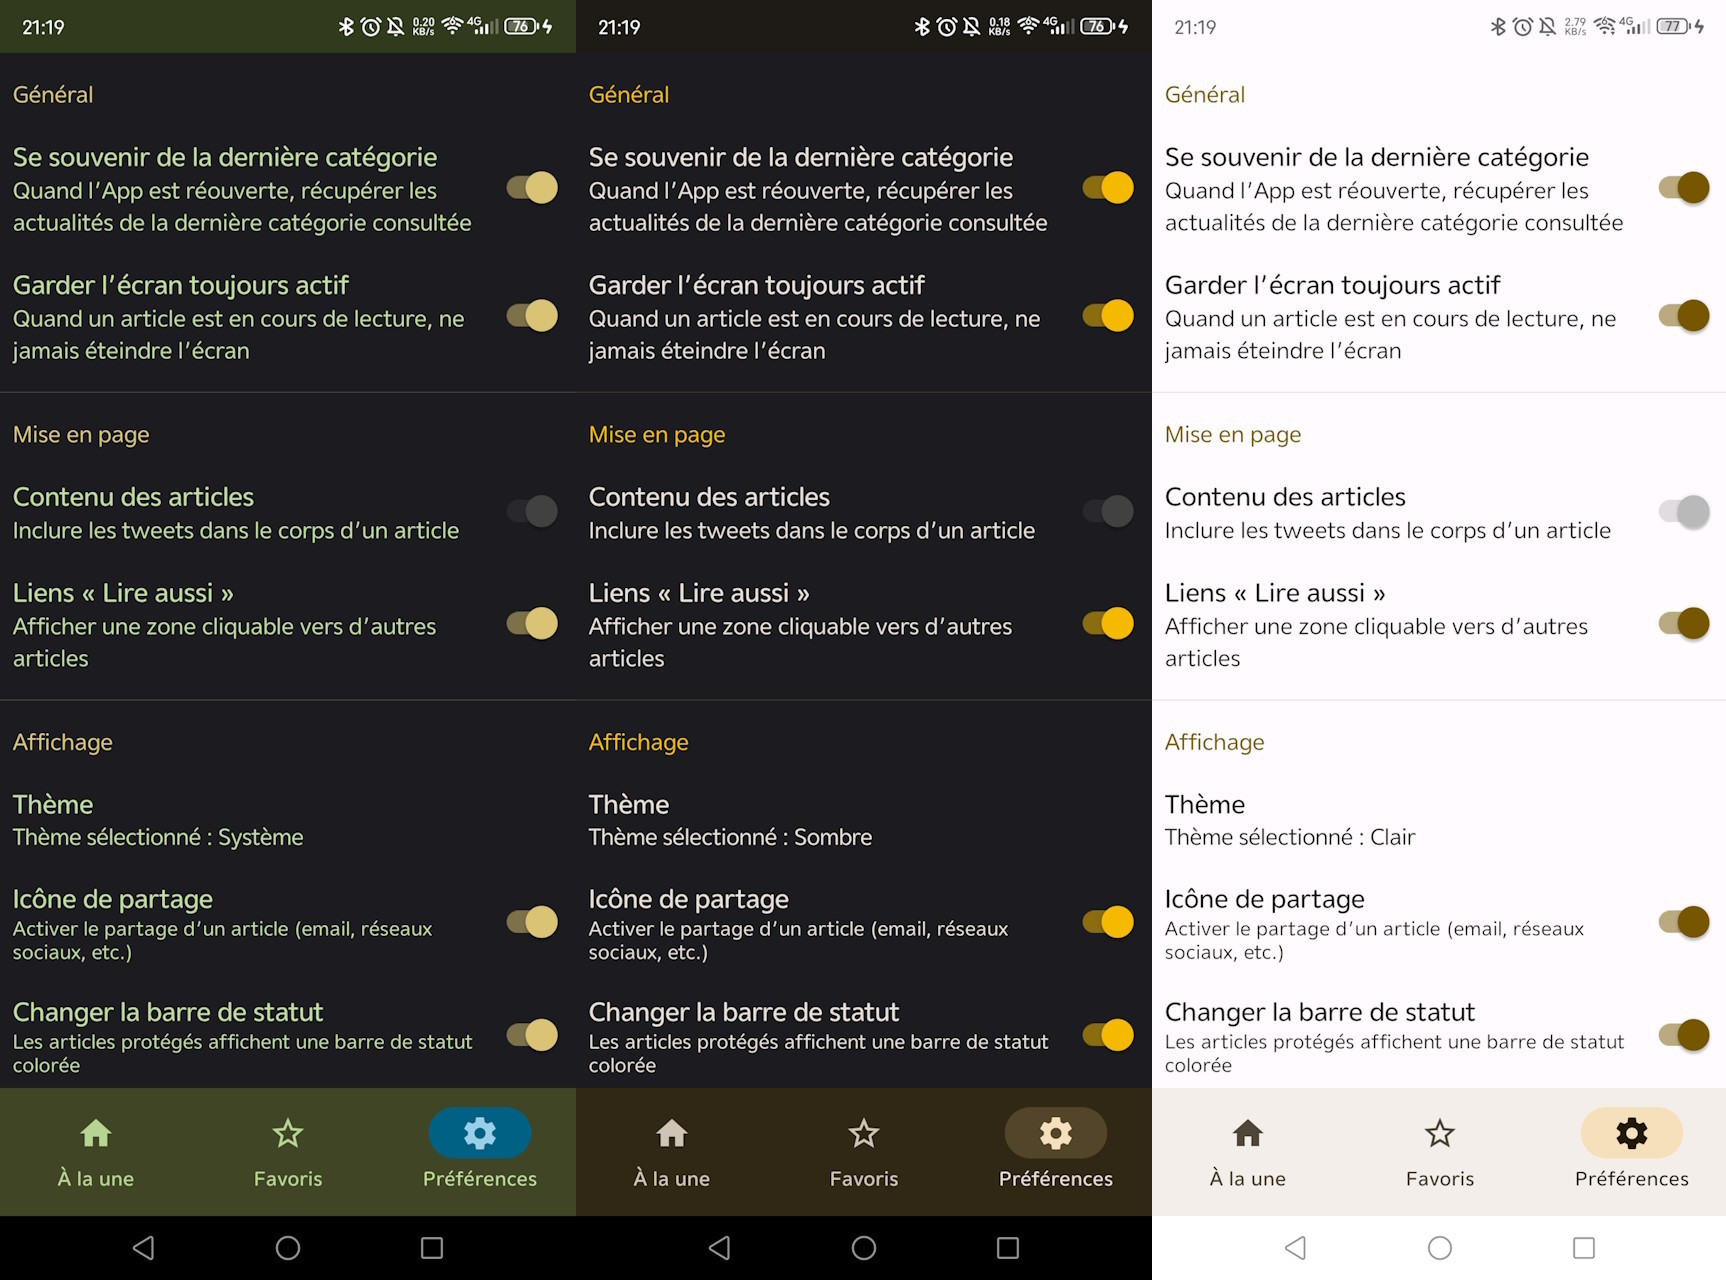 21:19 0.20 KB/s 4G 76
Général
Se souvenir de la dernière catégorie
Quand l’App est réouverte, récupérer les
actualités de la dernière catégorie consultée
Garder l’écran toujours actif
Quand un article est en cours de lecture, ne
jamais éteindre l’écran
Mise en page
Contenu des articles
Inclure les tweets dans le corps d’un article
Liens « Lire aussi »
Afficher une zone cliquable vers d’autres
articles
Affichage
Thème
Thème sélectionné : Système
Icône de partage
Activer le partage d’un article (email, réseaux
sociaux, etc.)
Changer la barre de statut
Les articles protégés affichent une barre de statut
colorée
À la une Favoris Préférences
21:19 0.18 KB/s 4G 76
Général
Se souvenir de la dernière catégorie
Quand l’App est réouverte, récupérer les
actualités de la dernière catégorie consultée
Garder l’écran toujours actif
Quand un article est en cours de lecture, ne
jamais éteindre l’écran
Mise en page
Contenu des articles
Inclure les tweets dans le corps d’un article
Liens « Lire aussi »
Afficher une zone cliquable vers d’autres
articles
Affichage
Thème
Thème sélectionné : Sombre
Icône de partage
Activer le partage d’un article (email, réseaux
sociaux, etc.)
Changer la barre de statut
Les articles protégés affichent une barre de statut
colorée
À la une Favoris Préférences
21:19 2.79 KB/s 4G 77
Général
Se souvenir de la dernière catégorie
Quand l’App est réouverte, récupérer les
actualités de la dernière catégorie consultée
Garder l’écran toujours actif
Quand un article est en cours de lecture, ne
jamais éteindre l’écran
Mise en page
Contenu des articles
Inclure les tweets dans le corps d’un article
Liens « Lire aussi »
Afficher une zone cliquable vers d’autres
articles
Affichage
Thème
Thème sélectionné : Clair
Icône de partage
Activer le partage d’un article (email, réseaux
sociaux, etc.)
Changer la barre de statut
Les articles protégés affichent une barre de statut
colorée
À la une Favoris Préférences